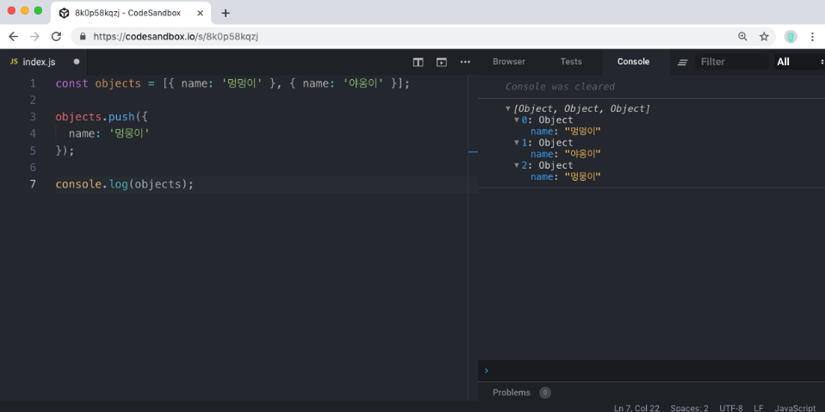 8k0p58kqzj - CodeSandbox
https://codesandbox.io/s/8k0p58kqzj
JS index.js
1 const objects = [{ name: '멍멍이' }, { name: '야옹이' }];
2
3 objects.push({
4 name: '멍뭉이'
5 });
6
7 console.log(objects);
Browser Tests Console Filter All
Console was cleared
[Object, Object, Object]
0: Object
name: "멍멍이"
1: Object
name: "야옹이"
2: Object
name: "멍뭉이"
Problems 0
Ln 7, Col 22 Spaces: 2 UTF-8 LF JavaScript